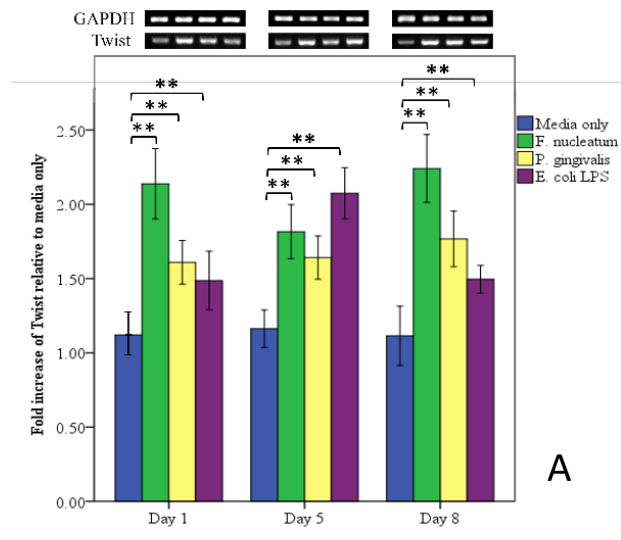 GAPDH
Twist
** ** **
** ** **
** ** **
Fold increase of Twist relative to media only
2.50
2.00
1.50
1.00
0.50
0.00
Day 1 Day 5 Day 8
Media only
F. nucleatum
P. gingivalis
E. coli LPS
A